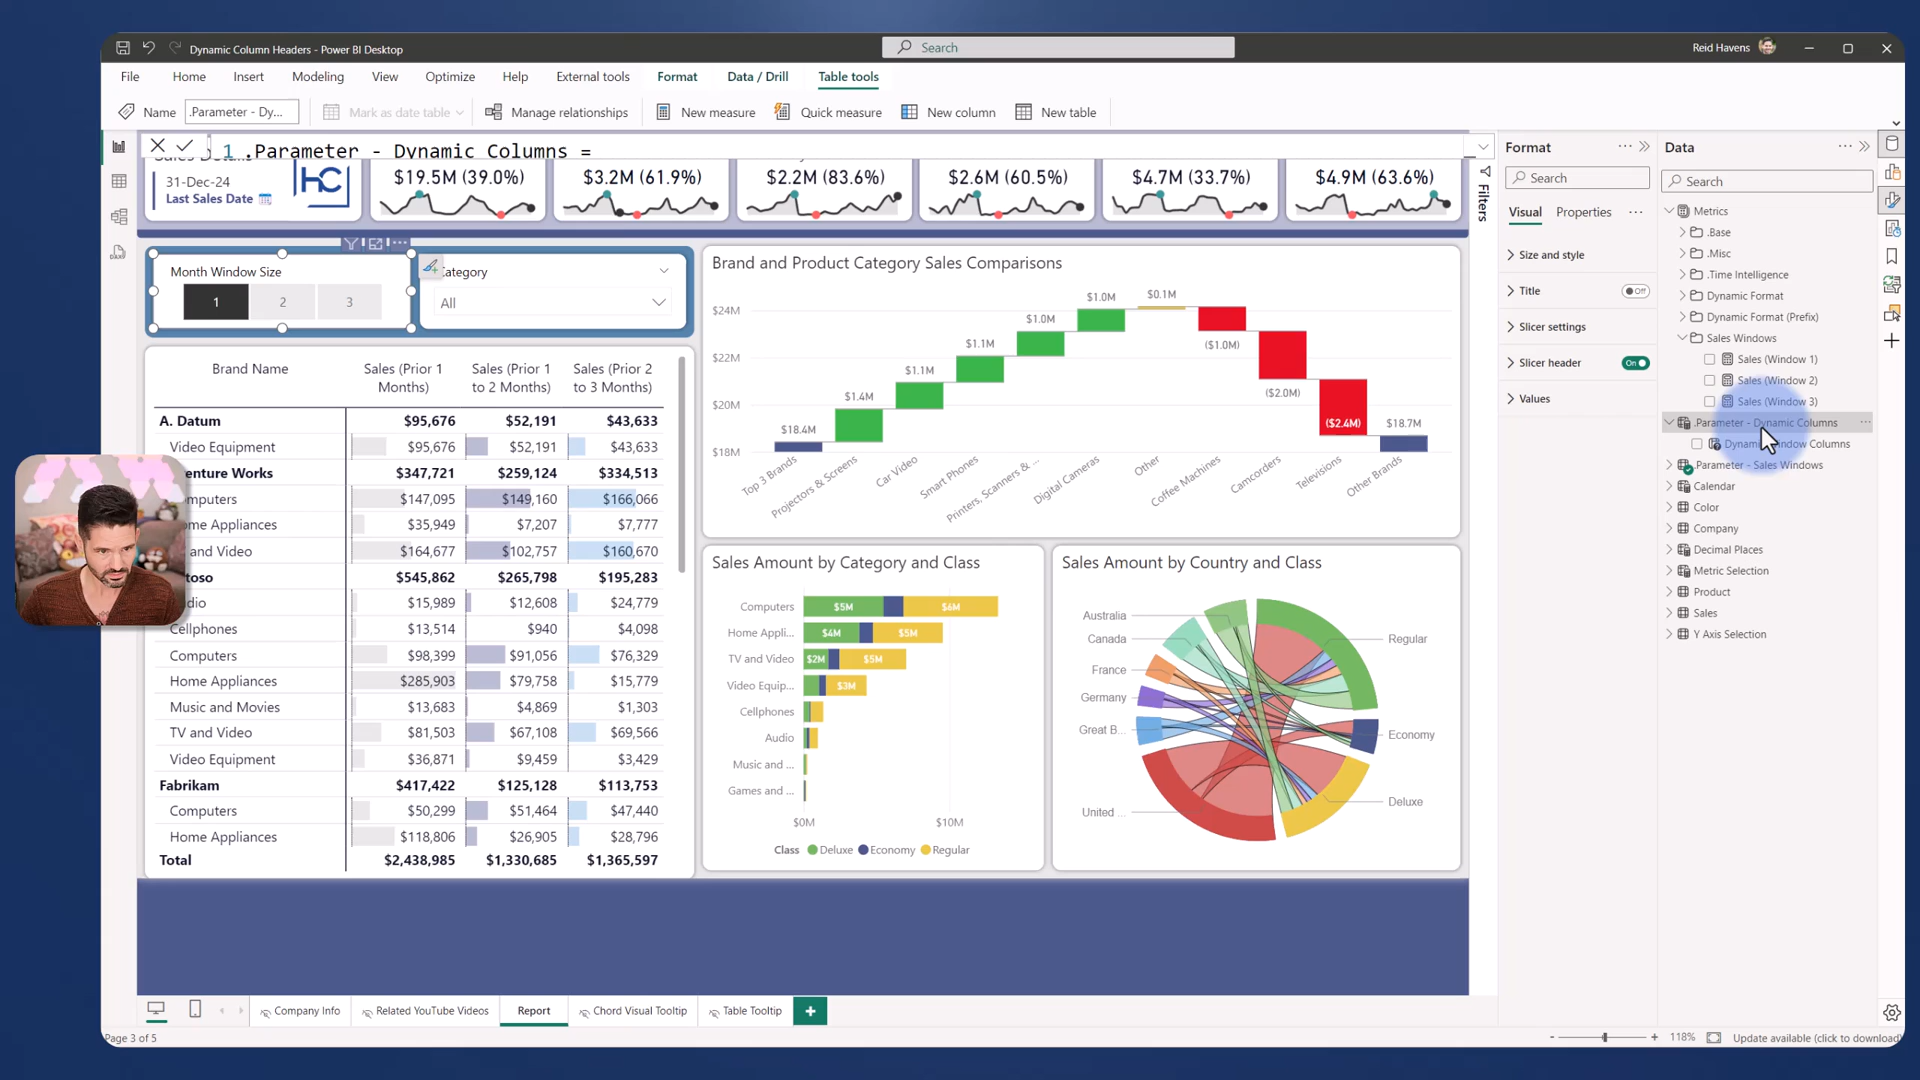 Dynamic Column Headers - Power BI Desktop
Search
Reid Havens
File Home Insert Modeling View Optimize Help External tools Format Data / Drill Table tools
Name .Parameter - Dy... Mark as date table Manage relationships New measure Quick measure New column New table
1 .Parameter - Dynamic Columns =
31-Dec-24
Last Sales Date
HC
$19.5M (39.0%) $3.2M (61.9%) $2.2M (83.6%) $2.6M (60.5%) $4.7M (33.7%) $4.9M (63.6%)
Month Window Size
1 2 3
Category
All
Brand Name Sales (Prior 1 Months) Sales (Prior 1 to 2 Months) Sales (Prior 2 to 3 Months)
A. Datum $95,676 $52,191 $43,633
Video Equipment $95,676 $52,191 $43,633
enture Works $347,721 $259,124 $334,513
mputers $147,095 $149,160 $166,066
ome Appliances $35,949 $7,207 $7,777
and Video $164,677 $102,757 $160,670
toso $545,862 $265,798 $195,283
dio $15,989 $12,608 $24,779
Cellphones $13,514 $940 $4,098
Computers $98,399 $91,056 $76,329
Home Appliances $285,903 $79,758 $15,779
Music and Movies $13,683 $4,869 $1,303
TV and Video $81,503 $67,108 $69,566
Video Equipment $36,871 $9,459 $3,429
Fabrikam $417,422 $125,128 $113,753
Computers $50,299 $51,464 $47,440
Home Appliances $118,806 $26,905 $28,796
Total $2,438,985 $1,330,685 $1,365,597
Brand and Product Category Sales Comparisons
$24M
$22M
$20M
$18M
$18.4M $1.4M $1.1M $1.1M $1.0M $1.0M $0.1M ($1.0M) ($2.0M) ($2.4M) $18.7M
Top 3 Brands Projectors & Screens Car Video Smart Phones Printers, Scanners & ... Digital Cameras Other Coffee Machines Camcorders Televisions Other Brands
Sales Amount by Category and Class
Computers $5M $6M
Home Appli... $4M $5M
TV and Video $2M $5M
Video Equip... $3M
Cellphones
Audio
Music and ...
Games and ...
$0M $10M
Class Deluxe Economy Regular
Sales Amount by Country and Class
Australia
Canada
France
Germany
Great B...
United ...
Regular
Economy
Deluxe
Filters
Format
Search
Visual Properties
Size and style
Title Off
Slicer settings
Slicer header On
Values
Data
Search
Metrics
.Base
.Misc
.Time Intelligence
Dynamic Format
Dynamic Format (Prefix)
Sales Windows
Sales (Window 1)
Sales (Window 2)
Sales (Window 3)
.Parameter - Dynamic Columns
Dynam Window Columns
.Parameter - Sales Windows
Calendar
Color
Company
Decimal Places
Metric Selection
Product
Sales
Y Axis Selection
Company Info Related YouTube Videos Report Chord Visual Tooltip Table Tooltip
Page 3 of 5
118%
Update available (click to download)